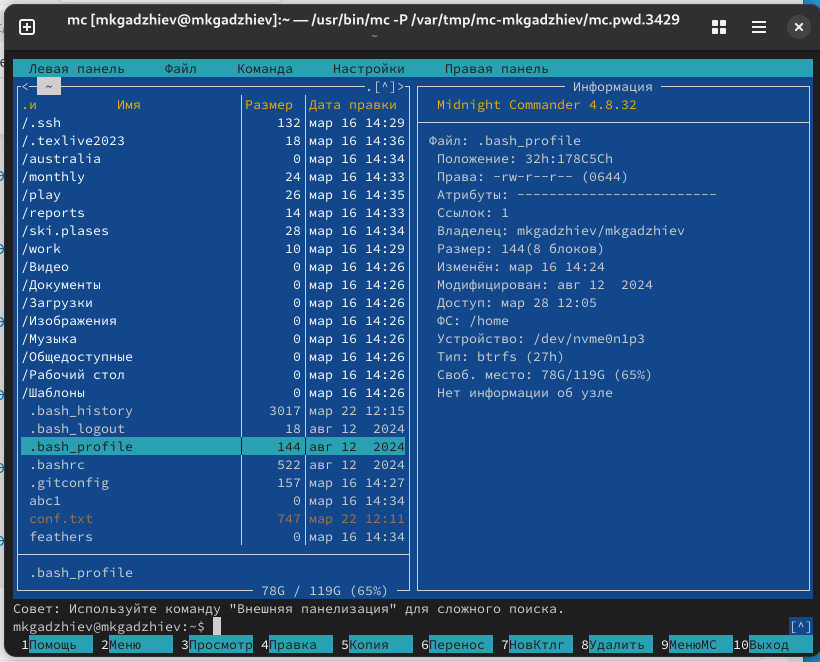 mc [mkgadzhiev@mkgadzhiev]:~ — /usr/bin/mc -P /var/tmp/mc-mkgadzhiev/mc.pwd.3429
~
Левая панель Файл Команда Настройки Правая панель
<─ ~ .[^]>
.и Имя Размер Дата правки
/.ssh 132 мар 16 14:29
/.texlive2023 18 мар 16 14:36
/australia 0 мар 16 14:34
/monthly 24 мар 16 14:33
/play 26 мар 16 14:35
/reports 14 мар 16 14:33
/ski.plases 28 мар 16 14:34
/work 10 мар 16 14:29
/Видео 0 мар 16 14:26
/Документы 0 мар 16 14:26
/Загрузки 0 мар 16 14:26
/Изображения 0 мар 16 14:26
/Музыка 0 мар 16 14:26
/Общедоступные 0 мар 16 14:26
/Рабочий стол 0 мар 16 14:26
/Шаблоны 0 мар 16 14:26
.bash_history 3017 мар 22 12:15
.bash_logout 18 авг 12 2024
.bash_profile 144 авг 12 2024
.bashrc 522 авг 12 2024
.gitconfig 157 мар 16 14:27
abc1 0 мар 16 14:34
conf.txt 747 мар 22 12:11
feathers 0 мар 16 14:34
.bash_profile
78G / 119G (65%)
Информация
Midnight Commander 4.8.32
Файл: .bash_profile
Положение: 32h:178C5Ch
Права: -rw-r--r-- (0644)
Атрибуты: -------------------------
Ссылок: 1
Владелец: mkgadzhiev/mkgadzhiev
Размер: 144(8 блоков)
Изменён: мар 16 14:24
Модифицирован: авг 12 2024
Доступ: мар 28 12:05
ФС: /home
Устройство: /dev/nvme0n1p3
Тип: btrfs (27h)
Своб. место: 78G/119G (65%)
Нет информации об узле
Совет: Используйте команду "Внешняя панелизация" для сложного поиска.
mkgadzhiev@mkgadzhiev:~$ [^]
1Помощь 2Меню 3Просмотр 4Правка 5Копия 6Перенос 7НовКтлг 8Удалить 9МенюMC 10Выход